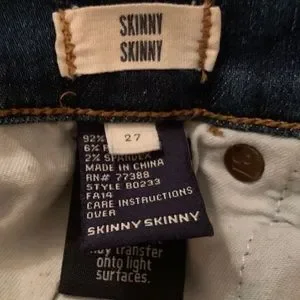 SKINNY
SKINNY
27
92%
6%
2% SPANDEX
MADE IN CHINA
RN# 77388
STYLE B0233
FA14
CARE INSTRUCTIONS
OVER
SKINNY SKINNY
may transfer
onto light
surfaces.